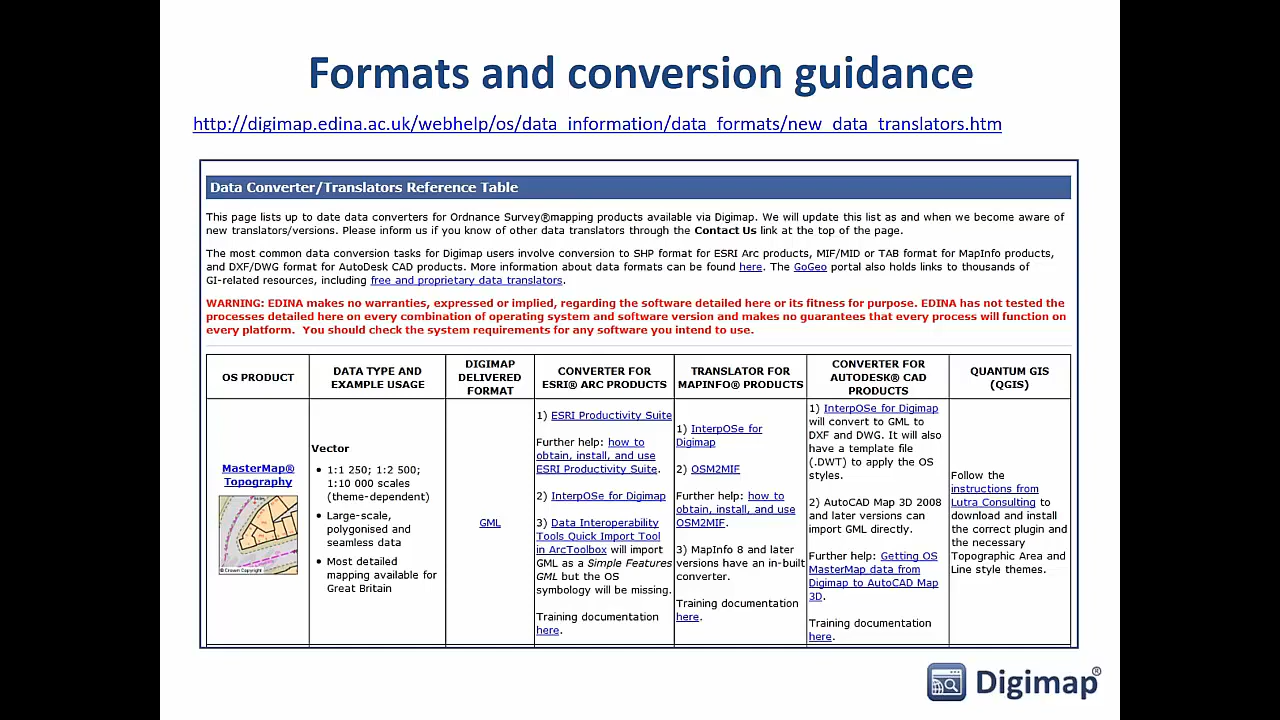 Formats and conversion guidance
http://digimap.edina.ac.uk/webhelp/os/data_information/data_formats/new_data_translators.htm
Data Converter/Translators Reference Table
This page lists up to date data converters for Ordnance Survey®mapping products available via Digimap. We will update this list as and when we become aware of
new translators/versions. Please inform us if you know of other data translators through the Contact Us link at the top of the page.
The most common data conversion tasks for Digimap users involve conversion to SHP format for ESRI Arc products, MIF/MID or TAB format for MapInfo products,
and DXF/DWG format for AutoDesk CAD products. More information about data formats can be found here. The GoGeo portal also holds links to thousands of
GI-related resources, including free and proprietary data translators.
WARNING: EDINA makes no warranties, expressed or implied, regarding the software detailed here or its fitness for purpose. EDINA has not tested the
processes detailed here on every combination of operating system and software version and makes no guarantees that every process will function on
every platform. You should check the system requirements for any software you intend to use.
OS PRODUCT
DATA TYPE AND
EXAMPLE USAGE
DIGIMAP
DELIVERED
FORMAT
CONVERTER FOR
ESRI® ARC PRODUCTS
TRANSLATOR FOR
MAPINFO® PRODUCTS
CONVERTER FOR
AUTODESK® CAD
PRODUCTS
QUANTUM GIS
(QGIS)
MasterMap®
Topography
© Crown Copyright
Vector
• 1:1 250; 1:2 500;
1:10 000 scales
(theme-dependent)
• Large-scale,
polygonised and
seamless data
• Most detailed
mapping available for
Great Britain
GML
1) ESRI Productivity Suite
Further help: how to
obtain, install, and use
ESRI Productivity Suite.
2) InterpOSe for Digimap
3) Data Interoperability
Tools Quick Import Tool
in ArcToolbox will import
GML as a Simple Features
GML but the OS
symbology will be missing.
Training documentation
here.
1) InterpOSe for
Digimap
2) OSM2MIF
Further help: how to
obtain, install, and use
OSM2MIF.
3) MapInfo 8 and later
versions have an in-built
converter.
Training documentation
here.
1) InterpOSe for Digimap
will convert to GML to
DXF and DWG. It will also
have a template file
(.DWT) to apply the OS
styles.
2) AutoCAD Map 3D 2008
and later versions can
import GML directly.
Further help: Getting OS
MasterMap data from
Digimap to AutoCAD Map
3D.
Training documentation
here.
Follow the
instructions from
Lutra Consulting to
download and install
the correct plugin and
the necessary
Topographic Area and
Line style themes.
Digimap®